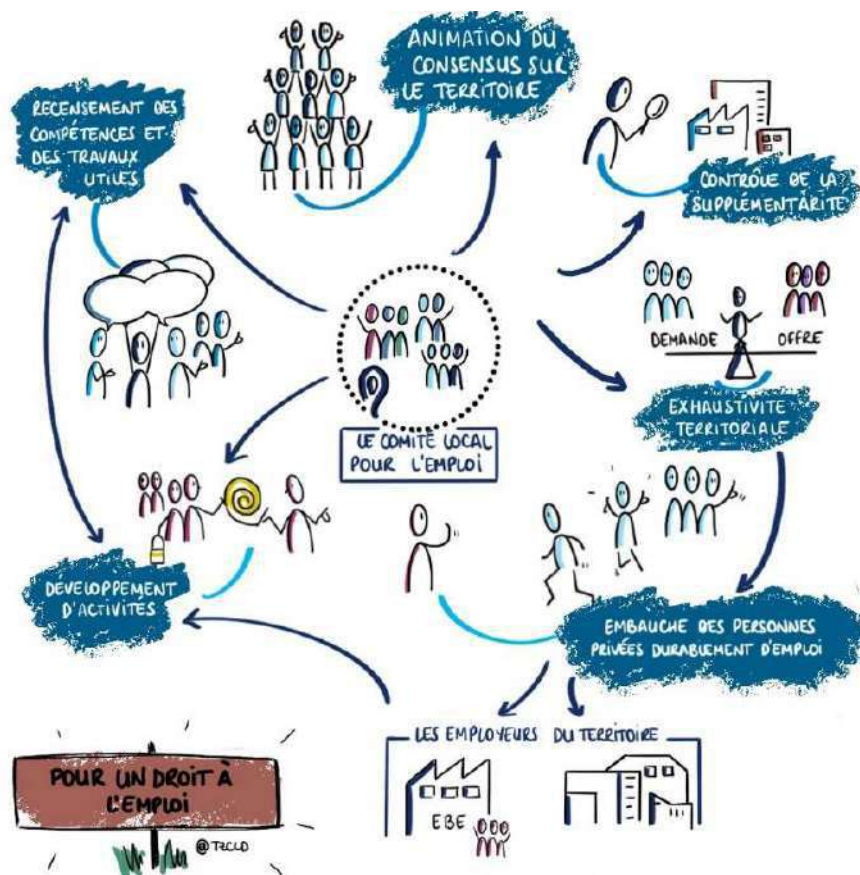 ANIMATION DU
CONSENSUS SUR
LE TERRITOIRE
RECENSEMENT DES
COMPÉTENCES ET
DES TRAVAUX
UTILES
CONTRÔLE DE LA
SUPPLÉMENTARITÉ
DEMANDE
OFFRE
EXHAUSTIVITE
TERRITORIALE
LE COMITÉ LOCAL
POUR L'EMPLOI
DÉVELOPPEMENT
D'ACTIVITÉS
EMBAUCHE DES PERSONNES
PRIVÉES DURABLEMENT D'EMPLOI
LES EMPLOYEURS DU TERRITOIRE
EBE
POUR UN DROIT À
L'EMPLOI
@TZCLD